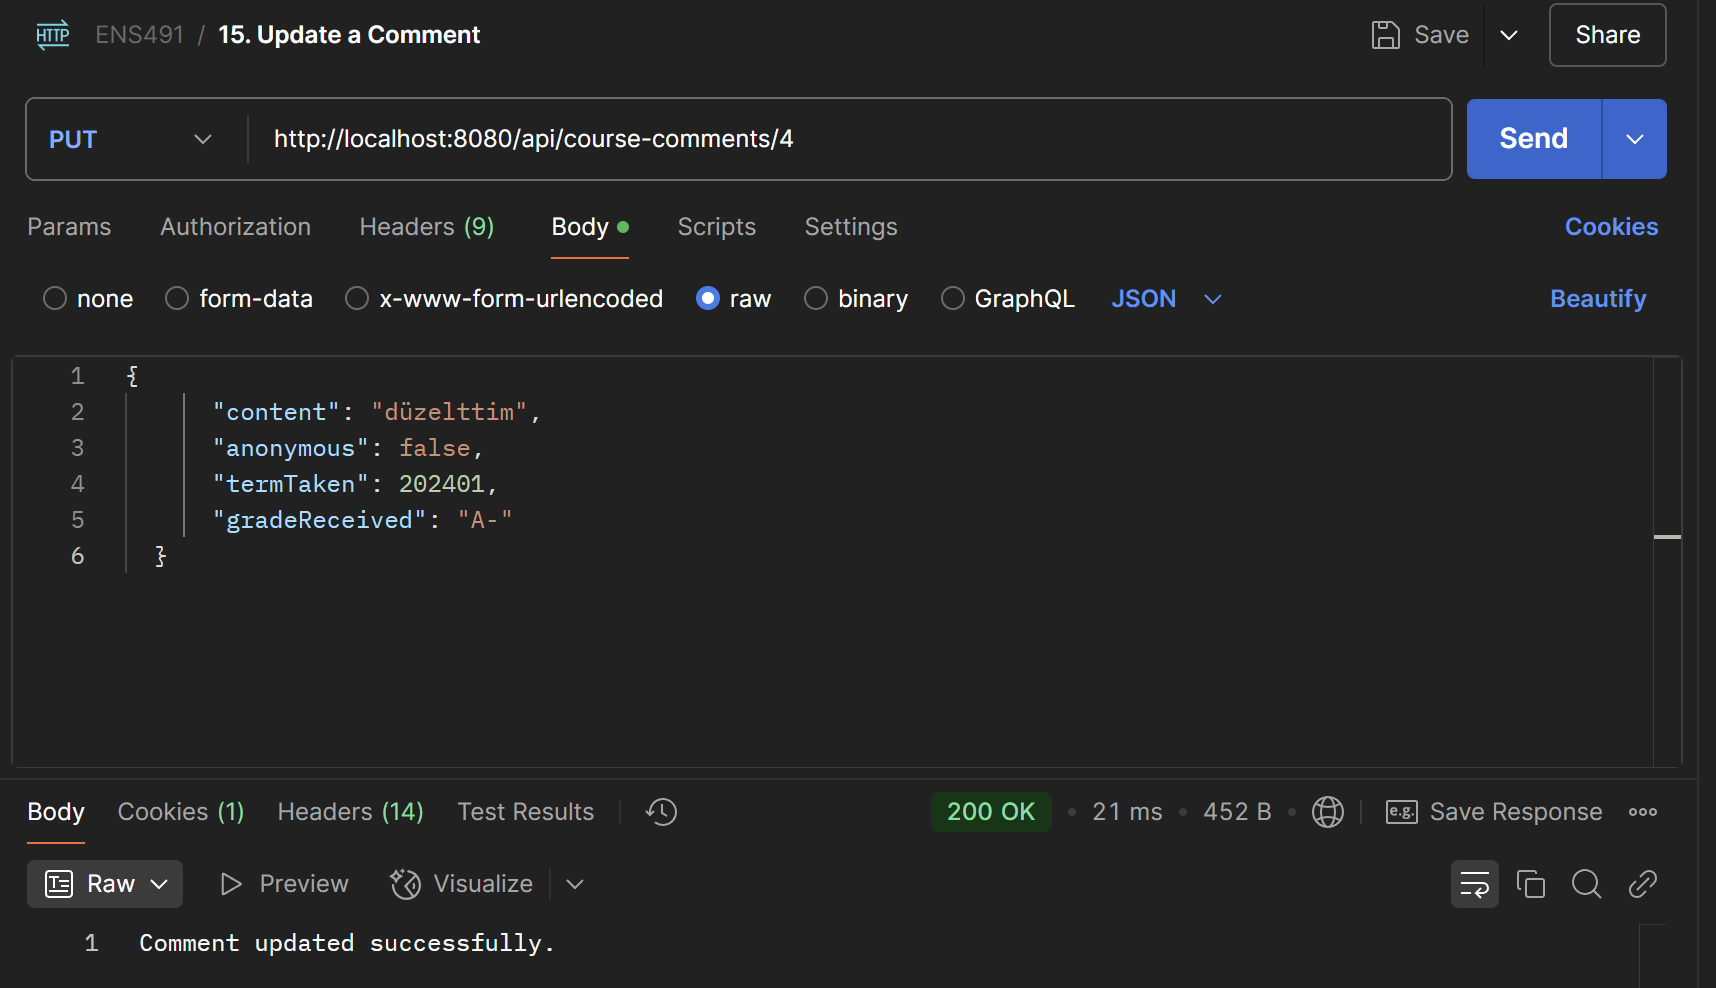 HTTP ENS491 / 15. Update a Comment Save Share
PUT http://localhost:8080/api/course-comments/4 Send
Params Authorization Headers (9) Body Scripts Settings Cookies
none form-data x-www-form-urlencoded raw binary GraphQL JSON Beautify
1 {
2 "content": "düzelttim",
3 "anonymous": false,
4 "termTaken": 202401,
5 "gradeReceived": "A-"
6 }
Body Cookies (1) Headers (14) Test Results 200 OK • 21 ms • 452 B • e.g. Save Response
Raw Preview Visualize
1 Comment updated successfully.